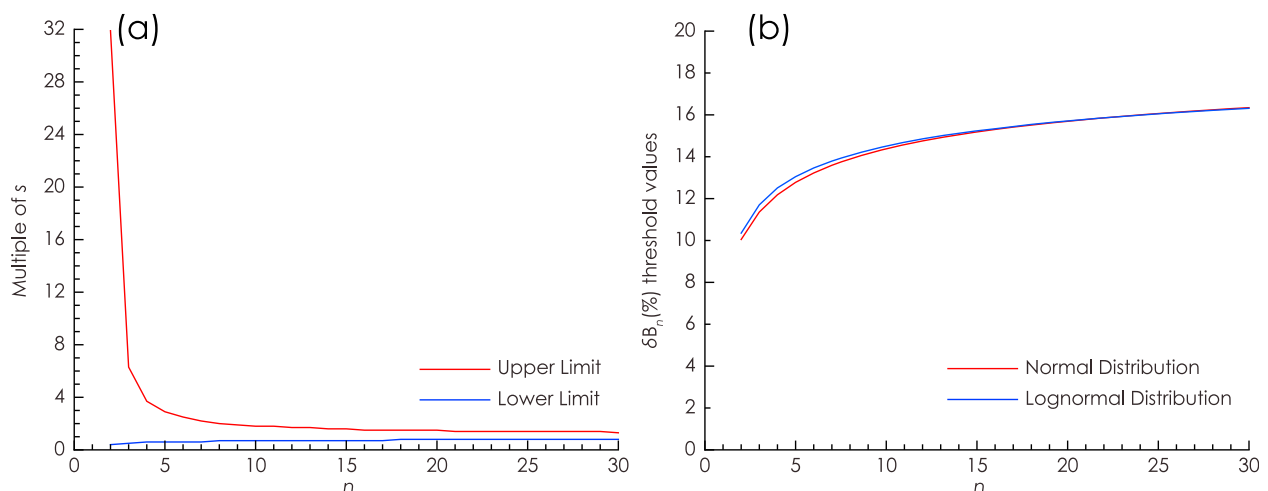 (a)
32
28
24
20
16
12
8
4
0
Multiple of s
Upper Limit
Lower Limit
0 5 10 15 20 25 30
n
(b)
20
18
16
14
12
10
8
6
4
2
0
δBn(%) threshold values
Normal Distribution
Lognormal Distribution
0 5 10 15 20 25 30
n